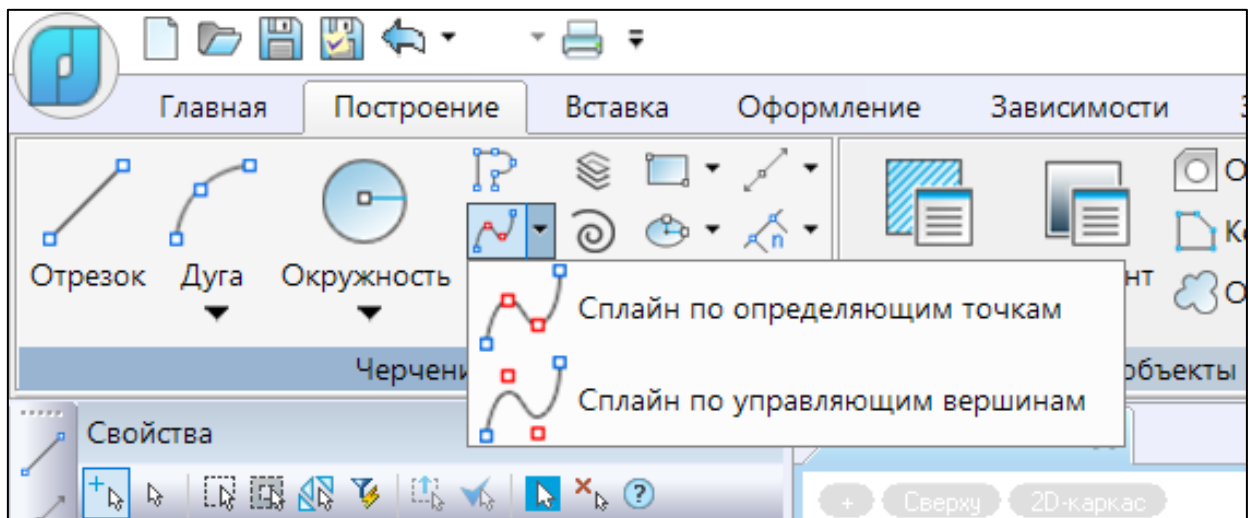 Главная Построение Вставка Оформление Зависимости
Отрезок Дуга Окружность
Сплайн по определяющим точкам
Сплайн по управляющим вершинам
Свойства
+ Сверху 2D-каркас